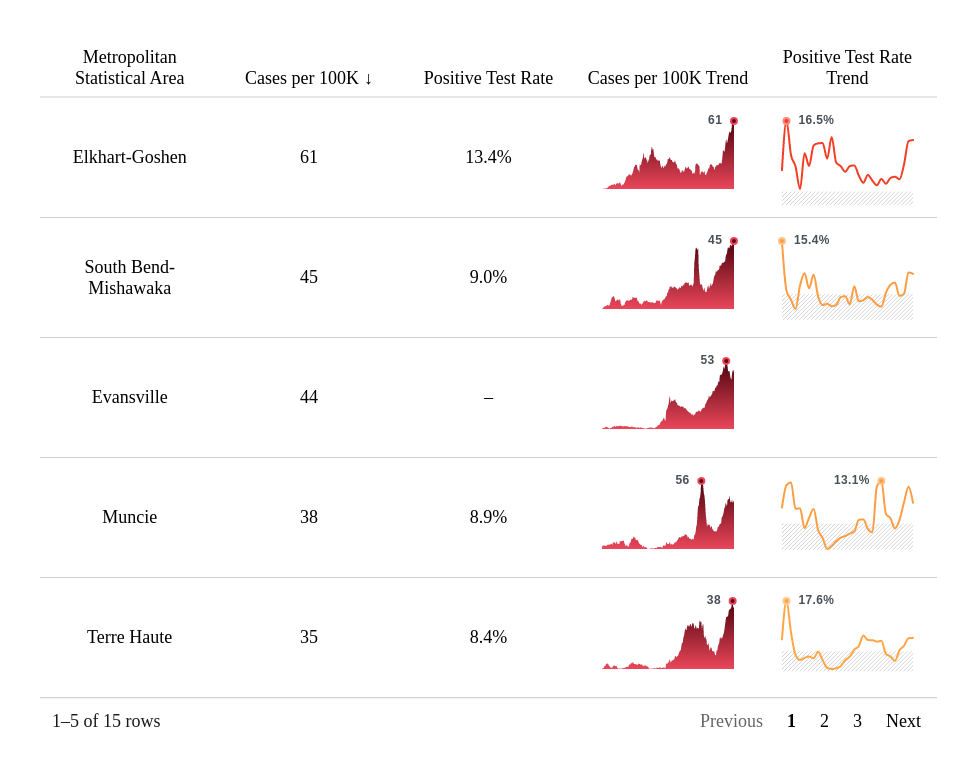 Metropolitan
Statistical Area
Cases per 100K ↓
Positive Test Rate
Cases per 100K Trend
Positive Test Rate
Trend
Elkhart-Goshen
61
13.4%
61
16.5%
South Bend-
Mishawaka
45
9.0%
45
15.4%
Evansville
44
–
53
Muncie
38
8.9%
56
13.1%
Terre Haute
35
8.4%
38
17.6%
1–5 of 15 rows
Previous 1 2 3 Next